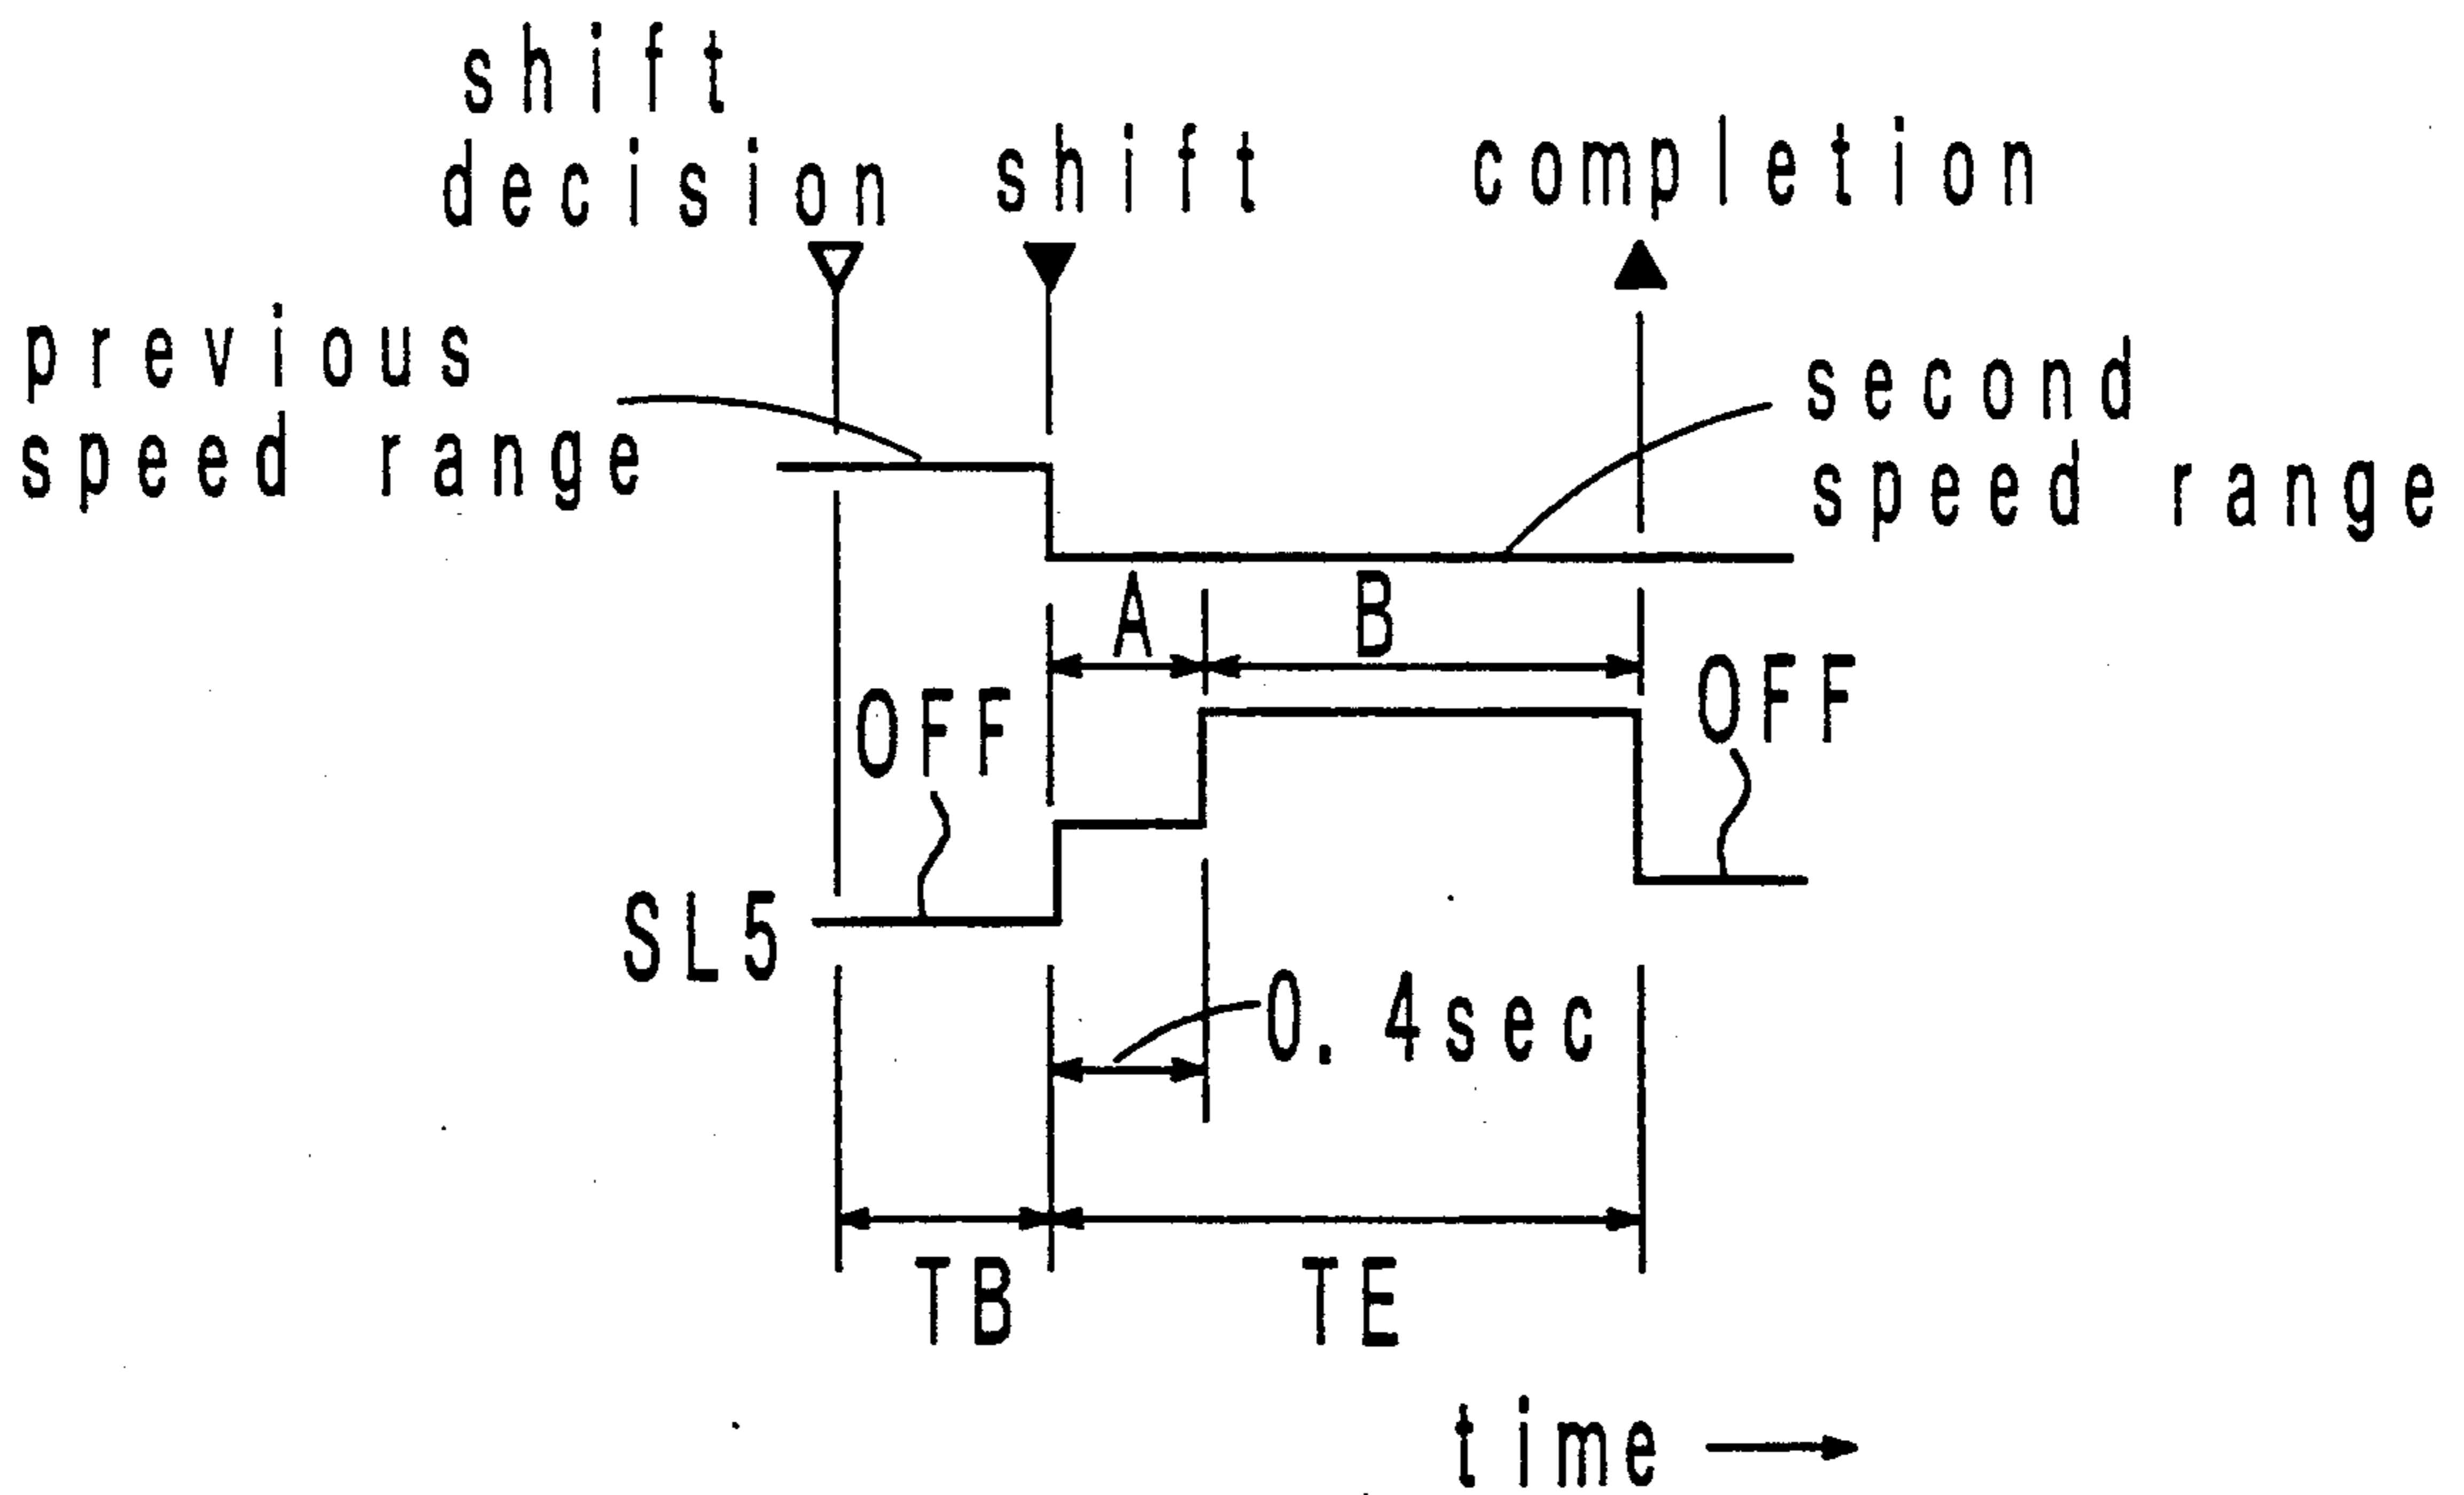 shift
decision
shift
completion
previous
speed range
second
speed range
A
B
OFF
OFF
SL5
0.4sec
TB
TE
time